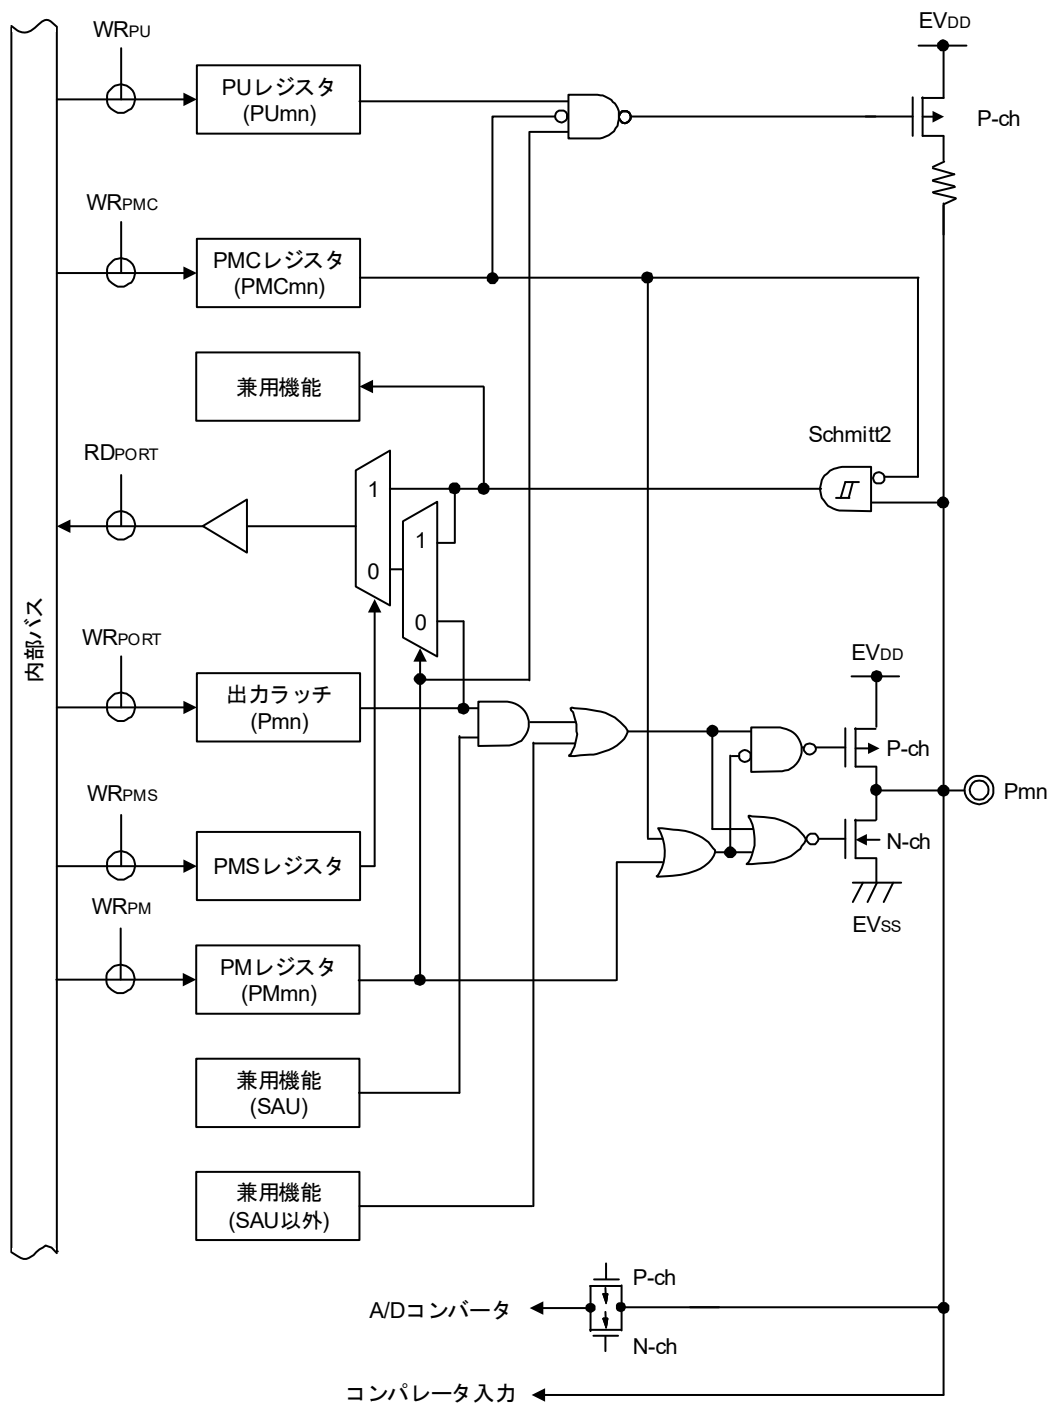 WRPU
EVDD
PUレジスタ
(PUmn)
P-ch
WRPMC
PMCレジスタ
(PMCmn)
兼用機能
Schmitt2
RDPORT
1
0
1
0
内部バス
WRPORT
出力ラッチ
(Pmn)
EVDD
P-ch
Pmn
WRPMS
PMSレジスタ
N-ch
EVSS
WRPM
PMレジスタ
(PMmn)
兼用機能
(SAU)
兼用機能
(SAU以外)
P-ch
A/Dコンバータ
N-ch
コンパレータ入力